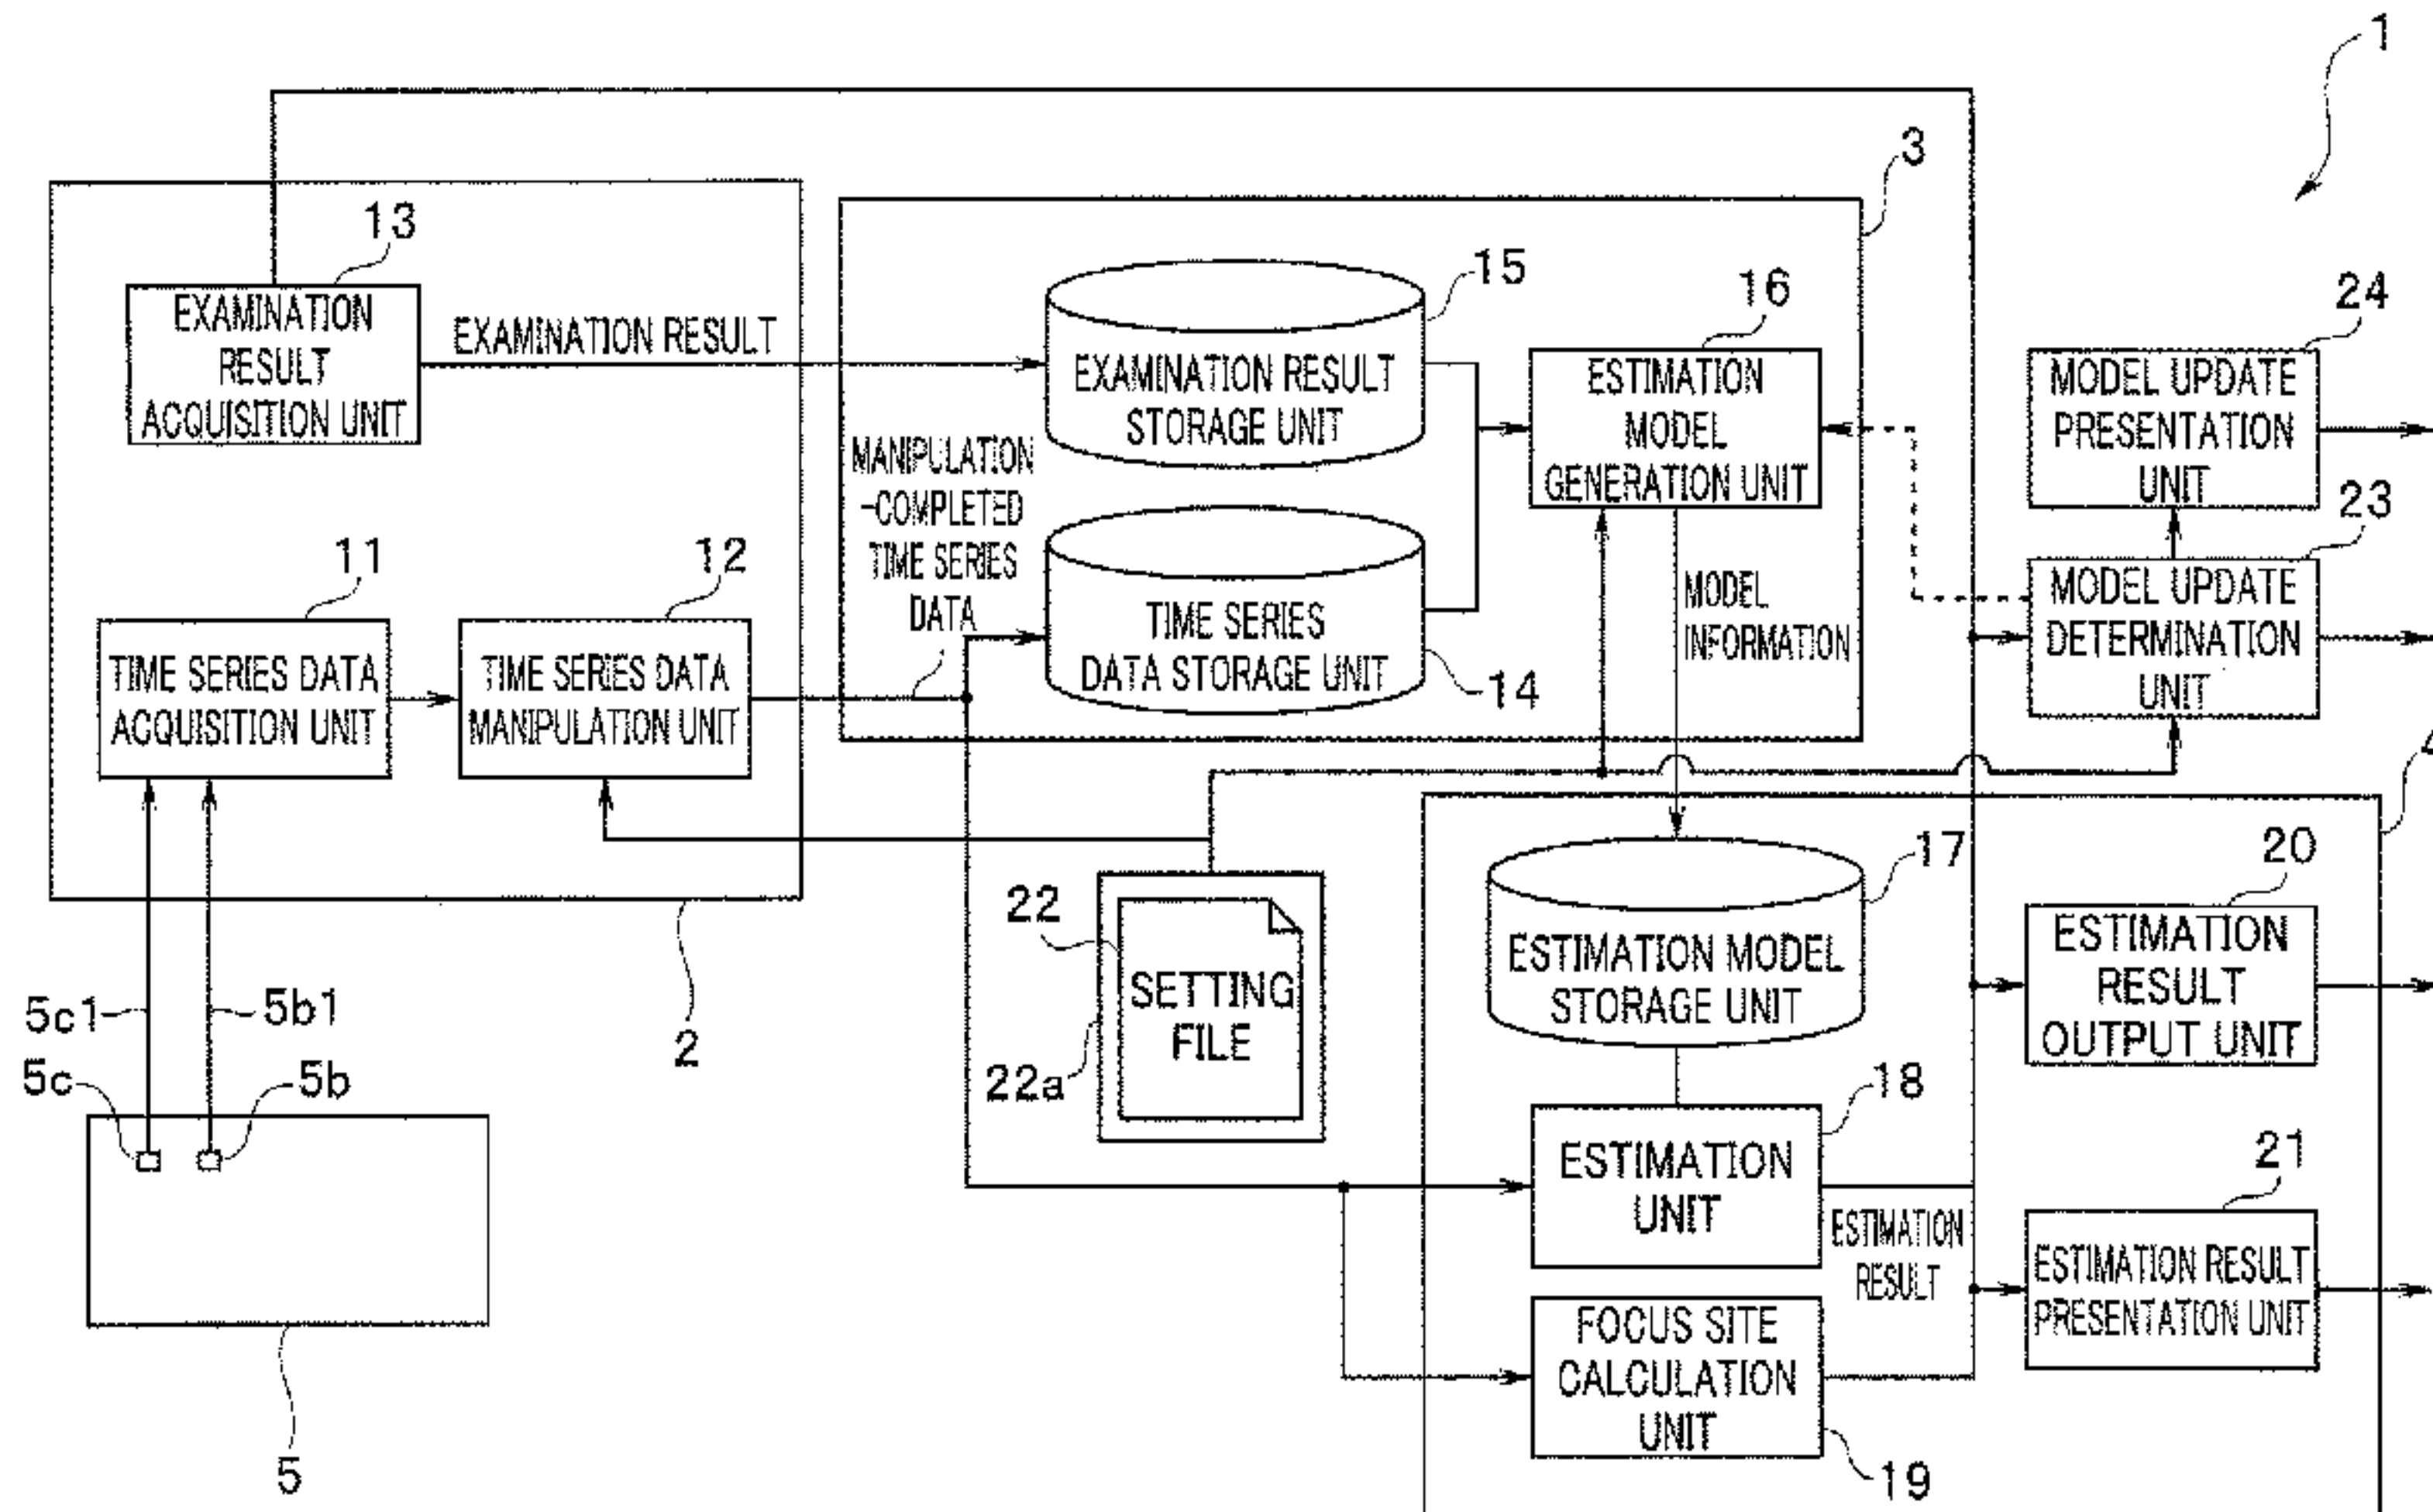 1
3
13
EXAMINATION
RESULT
ACQUISITION UNIT
EXAMINATION RESULT
15
EXAMINATION RESULT
STORAGE UNIT
16
ESTIMATION
MODEL
GENERATION UNIT
24
MODEL UPDATE
PRESENTATION
UNIT
MANIPULATION
-COMPLETED
TIME SERIES
DATA
11
TIME SERIES DATA
ACQUISITION UNIT
12
TIME SERIES DATA
MANIPULATION UNIT
TIME SERIES
DATA STORAGE UNIT
14
MODEL
INFORMATION
23
MODEL UPDATE
DETERMINATION
UNIT
4
2
5c1
5b1
5c
5b
5
22
SETTING
FILE
22a
17
ESTIMATION MODEL
STORAGE UNIT
20
ESTIMATION
RESULT
OUTPUT UNIT
18
ESTIMATION
UNIT
ESTIMATION
RESULT
21
ESTIMATION RESULT
PRESENTATION UNIT
FOCUS SITE
CALCULATION
UNIT
19